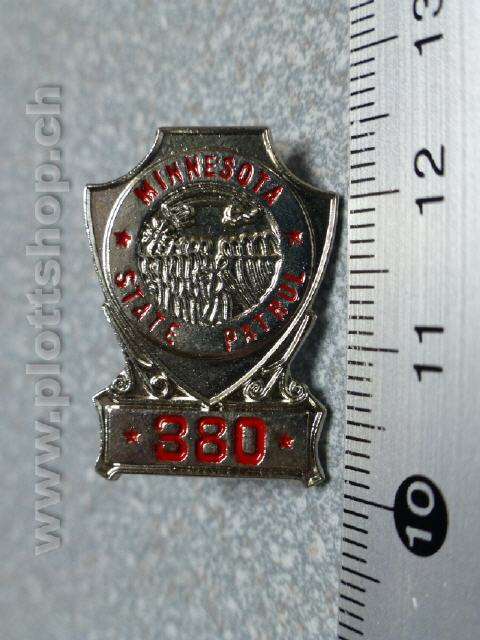 MINNESOTA
STATE PATROL
380
www.plottshop.ch
13
12
11
10